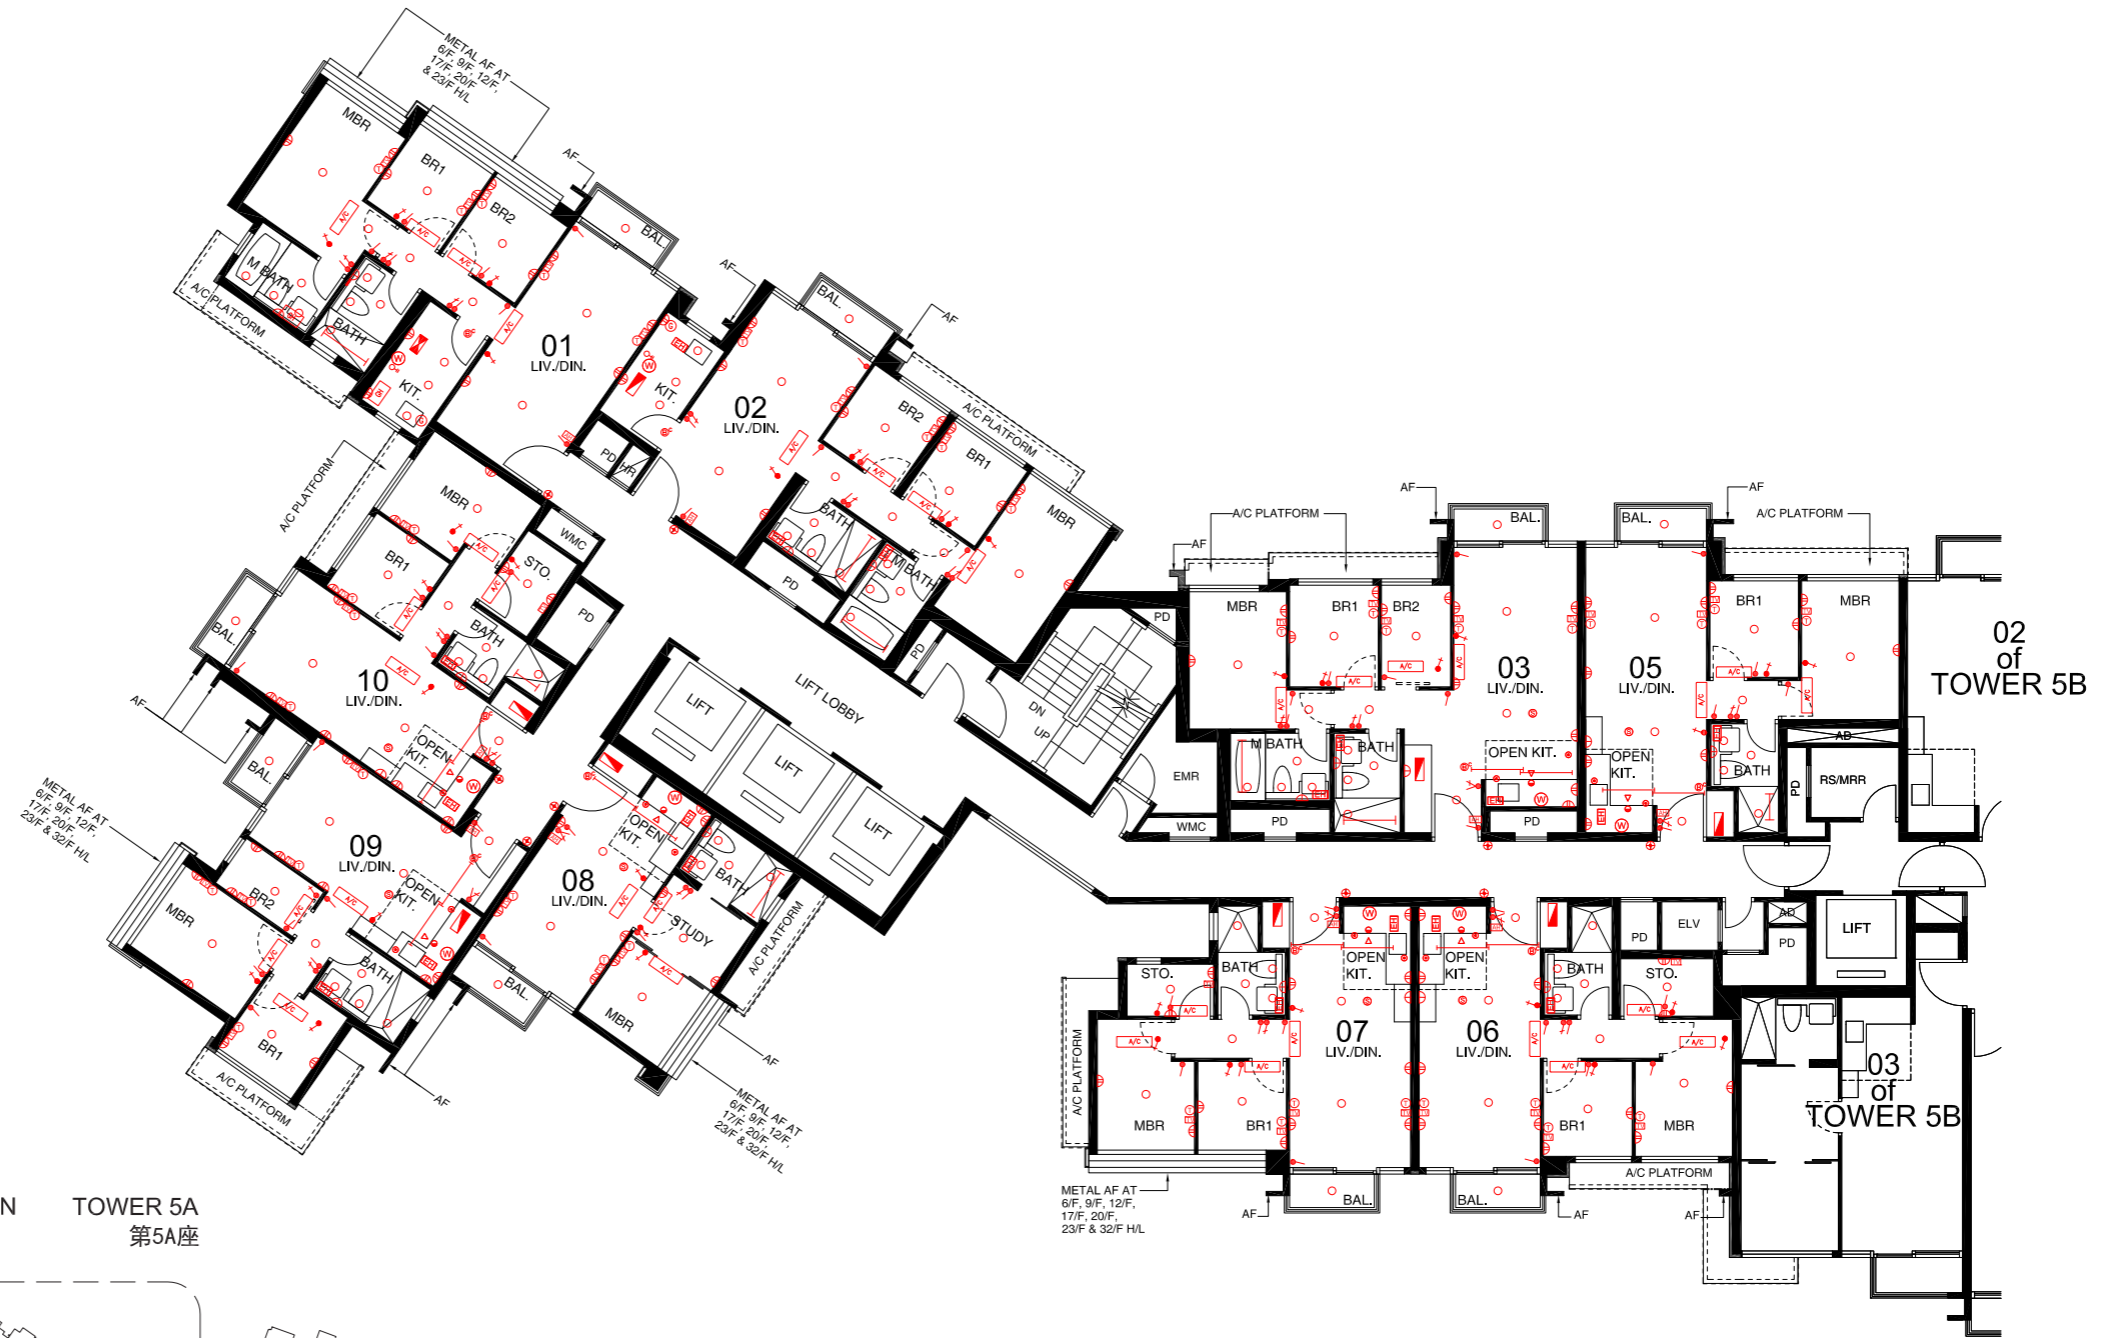 METAL AF AT
6/F, 9/F, 12/F,
17/F, 20/F
& 23/F H/L
AF
MBR
BR1
BR2
BAL.
M BATH
A/C PLATFORM
BATH
KIT.
01
LIV./DIN.
AF
BAL.
AF
KIT.
02
LIV./DIN.
BR2
A/C PLATFORM
BR1
MBR
PD
HR
BATH
M BATH
PD
PD
A/C PLATFORM
MBR
BR1
STO.
WMC
PD
BATH
BAL.
10
LIV./DIN.
OPEN
KIT.
AF
LIFT LOBBY
LIFT
LIFT
LIFT
DN
UP
PD
EMR
WMC
BAL.
METAL AF AT
6/F, 9/F, 12/F,
17/F, 20/F,
23/F & 32/F H/L
09
LIV./DIN.
OPEN
KIT.
BR2
MBR
BATH
BR1
A/C PLATFORM
AF
08
LIV./DIN.
OPEN
KIT.
BATH
STUDY
A/C PLATFORM
BAL.
MBR
AF
METAL AF AT
6/F, 9/F, 12/F,
17/F, 20/F,
23/F & 32/F H/L
AF
A/C PLATFORM
AF
BAL.
MBR
BR1
BR2
03
LIV./DIN.
M BATH
BATH
OPEN KIT.
PD
PD
BAL.
AF
A/C PLATFORM
05
LIV./DIN.
BR1
MBR
OPEN
KIT.
BATH
AD
PD
RS/MRR
02
of
TOWER 5B
STO.
BATH
OPEN
KIT.
07
LIV./DIN.
A/C PLATFORM
MBR
BR1
BAL.
METAL AF AT
6/F, 9/F, 12/F,
17/F, 20/F,
23/F & 32/F H/L
AF
OPEN
KIT.
06
LIV./DIN.
BATH
STO.
BR1
MBR
BAL.
A/C PLATFORM
AF
AF
PD
ELV
AD
PD
LIFT
03
of
TOWER 5B
N
TOWER 5A
第5A座